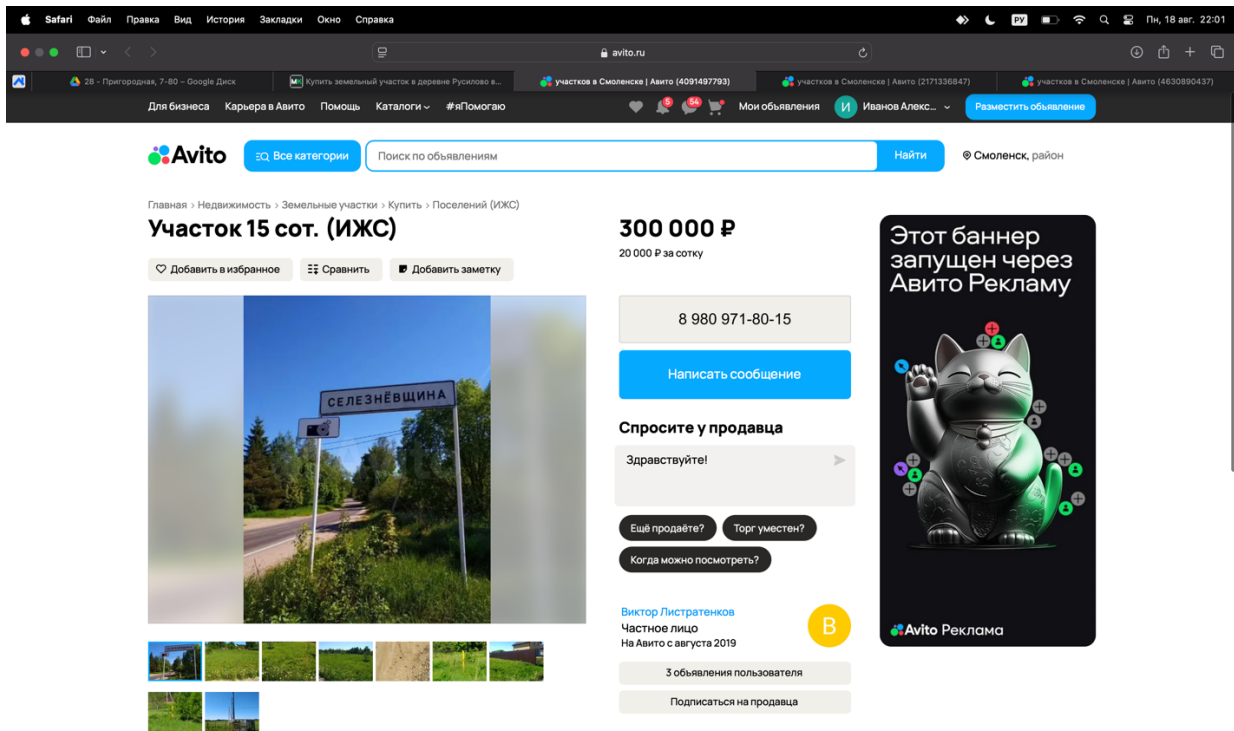 Safari Файл Правка Вид История Закладки Окно Справка
РУ
Пн, 18 авг. 22:01
avito.ru
28 - Пригородная, 7-80 – Google Диск
Купить земельный участок в деревне Русилово в...
участков в Смоленске | Avito (4091497793)
участков в Смоленске | Avito (2171336847)
участков в Смоленске | Avito (4630890437)
Для бизнеса Карьера в Авито Помощь Каталоги #яПомогаю
5 54 Мои объявления И Иванов Алекс... Разместить объявление
Avito Все категории Поиск по объявлениям Найти Смоленск, район
Главная › Недвижимость › Земельные участки › Купить › Поселений (ИЖС)
Участок 15 сот. (ИЖС)
Добавить в избранное Сравнить Добавить заметку
СЕЛЕЗНЁВЩИНА
300 000 ₽
20 000 ₽ за сотку
8 980 971-80-15
Написать сообщение
Спросите у продавца
Здравствуйте!
Ещё продаёте? Торг уместен?
Когда можно посмотреть?
Виктор Листратенков
Частное лицо
На Авито с августа 2019
В
3 объявления пользователя
Подписаться на продавца
Этот баннер
запущен через
Авито Рекламу
Avito Реклама